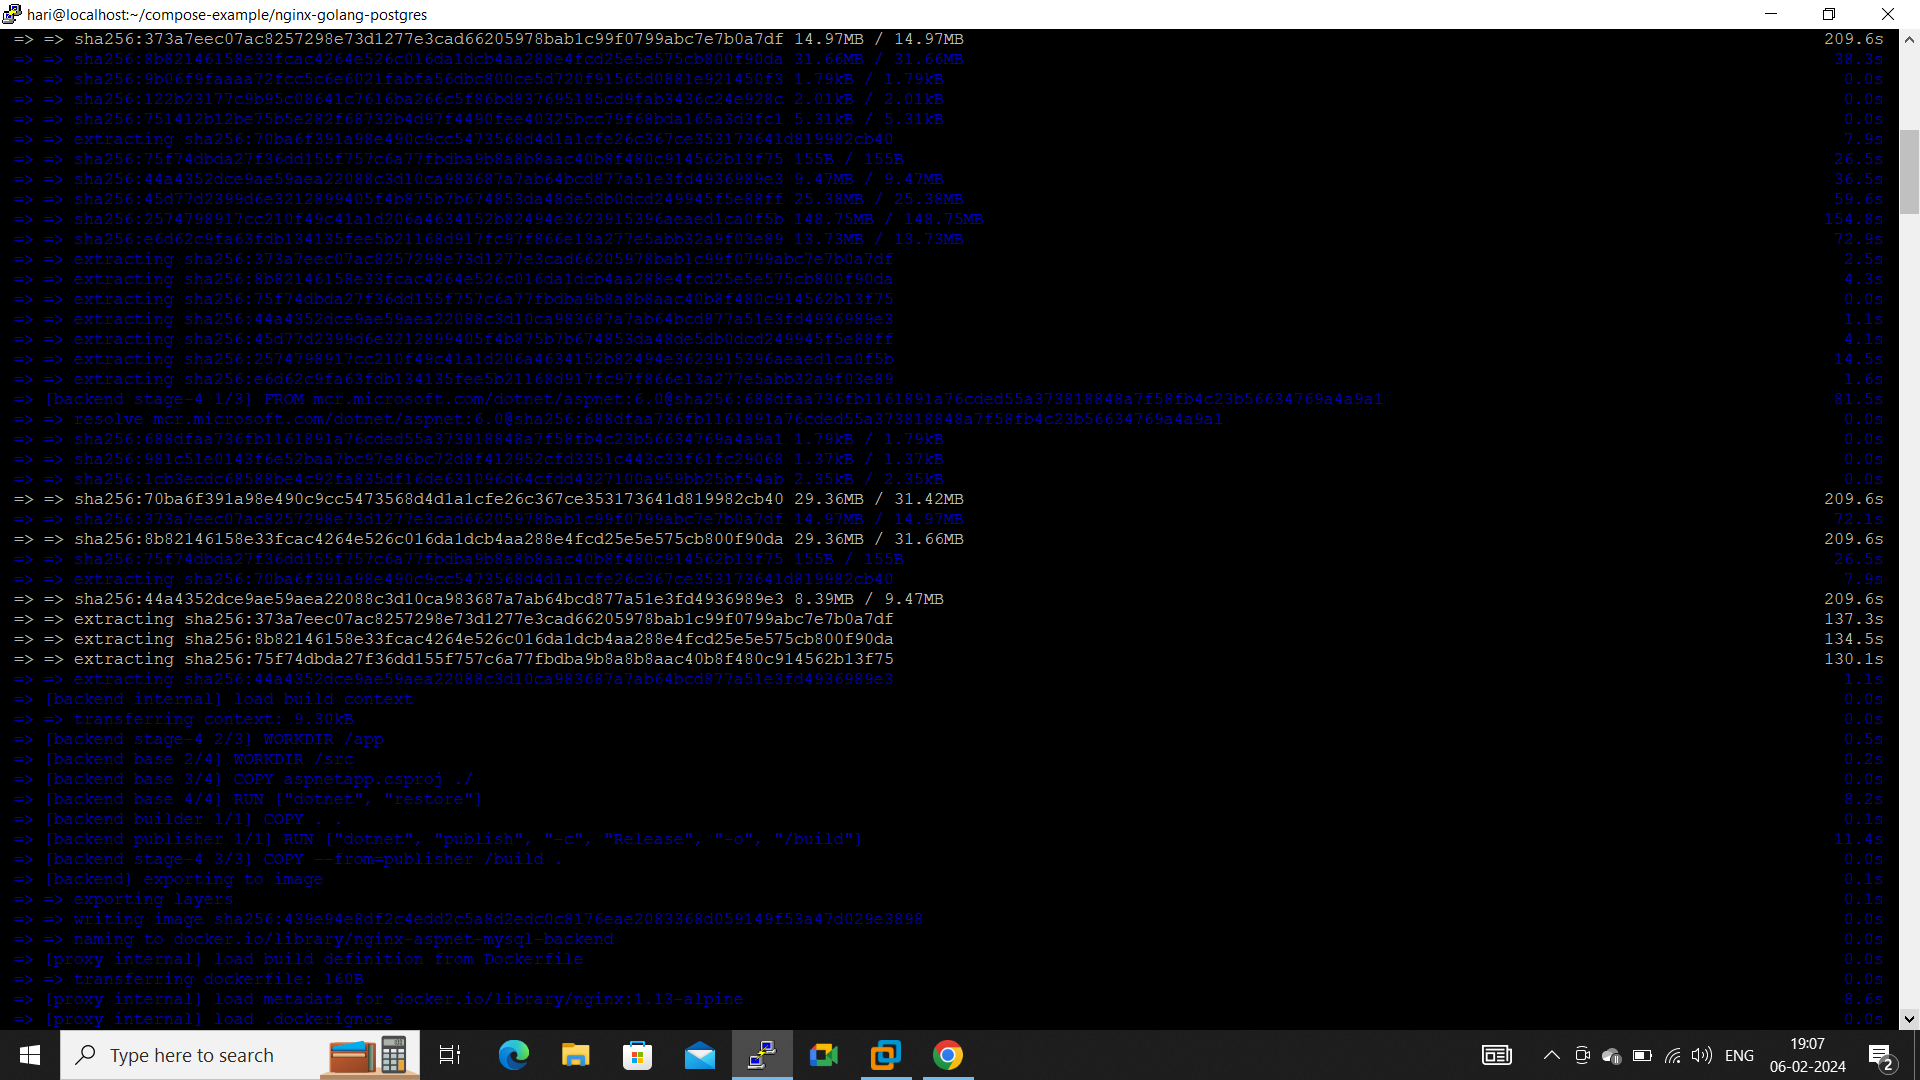 hari@localhost:~/compose-example/nginx-golang-postgres
=> => sha256:373a7eec07ac8257298e73d1277e3cad66205978bab1c99f0799abc7e7b0a7df 14.97MB / 14.97MB 209.6s
=> => sha256:8b82146158e33fcac4264e526c016da1dcb4aa288e4fcd25e5e575cb800f90da 31.66MB / 31.66MB 38.3s
=> => sha256:9b06f9faaaa72fcc5c6e6021fabfa56dbc800ce5d720f91565d0881e921450f3 1.79kB / 1.79kB 0.0s
=> => sha256:122b23177c9b95c08641c7616ba266c5f86bd837695185cd9fab3436c24e928c 2.01kB / 2.01kB 0.0s
=> => sha256:751412b12be75b5e282f68732b4d97f4490fee40325bcc79f68bda165a3d3fc1 5.31kB / 5.31kB 0.0s
=> => extracting sha256:70ba6f391a98e490c9cc5473568d4d1a1cfe26c367ce353173641d819982cb40 7.9s
=> => sha256:75f74dbda27f36dd155f757c6a77fbdba9b8a8b8aac40b8f480c914562b13f75 155B / 155B 26.5s
=> => sha256:44a4352dce9ae59aea22088c3d10ca983687a7ab64bcd877a51e3fd4936989e3 9.47MB / 9.47MB 36.5s
=> => sha256:45d77d2399d6e3212899405f4b875b7b674853da48de5db0dcd249945f5e88ff 25.38MB / 25.38MB 59.6s
=> => sha256:2574798917cc210f49c41a1d206a4634152b82494e3623915396aeaed1ca0f5b 148.75MB / 148.75MB 154.8s
=> => sha256:e6d62c9fa63fdb134135fee5b21168d917fc97f866e13a277e5abb32a9f03e89 13.73MB / 13.73MB 72.9s
=> => extracting sha256:373a7eec07ac8257298e73d1277e3cad66205978bab1c99f0799abc7e7b0a7df 2.5s
=> => extracting sha256:8b82146158e33fcac4264e526c016da1dcb4aa288e4fcd25e5e575cb800f90da 4.3s
=> => extracting sha256:75f74dbda27f36dd155f757c6a77fbdba9b8a8b8aac40b8f480c914562b13f75 0.0s
=> => extracting sha256:44a4352dce9ae59aea22088c3d10ca983687a7ab64bcd877a51e3fd4936989e3 1.1s
=> => extracting sha256:45d77d2399d6e3212899405f4b875b7b674853da48de5db0dcd249945f5e88ff 4.1s
=> => extracting sha256:2574798917cc210f49c41a1d206a4634152b82494e3623915396aeaed1ca0f5b 14.5s
=> => extracting sha256:e6d62c9fa63fdb134135fee5b21168d917fc97f866e13a277e5abb32a9f03e89 1.6s
=> [backend stage-4 1/3] FROM mcr.microsoft.com/dotnet/aspnet:6.0@sha256:688dfaa736fb1161891a76cded55a373818848a7f58fb4c23b56634769a4a9a1 81.5s
=> => resolve mcr.microsoft.com/dotnet/aspnet:6.0@sha256:688dfaa736fb1161891a76cded55a373818848a7f58fb4c23b56634769a4a9a1 0.0s
=> => sha256:688dfaa736fb1161891a76cded55a373818848a7f58fb4c23b56634769a4a9a1 1.79kB / 1.79kB 0.0s
=> => sha256:981c51e0143f6e52baa7bc97e86bc72d8f412952cfd3351c443c33f61fc29068 1.37kB / 1.37kB 0.0s
=> => sha256:1cb3ecdc68588be4c92fa835df16de631096d64cfdd4327100a959bb25bf54ab 2.35kB / 2.35kB 0.0s
=> => sha256:70ba6f391a98e490c9cc5473568d4d1a1cfe26c367ce353173641d819982cb40 29.36MB / 31.42MB 209.6s
=> => sha256:373a7eec07ac8257298e73d1277e3cad66205978bab1c99f0799abc7e7b0a7df 14.97MB / 14.97MB 72.1s
=> => sha256:8b82146158e33fcac4264e526c016da1dcb4aa288e4fcd25e5e575cb800f90da 29.36MB / 31.66MB 209.6s
=> => sha256:75f74dbda27f36dd155f757c6a77fbdba9b8a8b8aac40b8f480c914562b13f75 155B / 155B 26.5s
=> => extracting sha256:70ba6f391a98e490c9cc5473568d4d1a1cfe26c367ce353173641d819982cb40 7.9s
=> => sha256:44a4352dce9ae59aea22088c3d10ca983687a7ab64bcd877a51e3fd4936989e3 8.39MB / 9.47MB 209.6s
=> => extracting sha256:373a7eec07ac8257298e73d1277e3cad66205978bab1c99f0799abc7e7b0a7df 137.3s
=> => extracting sha256:8b82146158e33fcac4264e526c016da1dcb4aa288e4fcd25e5e575cb800f90da 134.5s
=> => extracting sha256:75f74dbda27f36dd155f757c6a77fbdba9b8a8b8aac40b8f480c914562b13f75 130.1s
=> => extracting sha256:44a4352dce9ae59aea22088c3d10ca983687a7ab64bcd877a51e3fd4936989e3 1.1s
=> [backend internal] load build context 0.0s
=> => transferring context: 9.30kB 0.0s
=> [backend stage-4 2/3] WORKDIR /app 0.5s
=> [backend base 2/4] WORKDIR /src 0.2s
=> [backend base 3/4] COPY aspnetapp.csproj ./ 0.0s
=> [backend base 4/4] RUN ["dotnet", "restore"] 8.2s
=> [backend builder 1/1] COPY . . 0.1s
=> [backend publisher 1/1] RUN ["dotnet", "publish", "-c", "Release", "-o", "/build"] 11.4s
=> [backend stage-4 3/3] COPY --from=publisher /build . 0.0s
=> [backend] exporting to image 0.1s
=> => exporting layers 0.1s
=> => writing image sha256:439e94e8df2c4edd2c5a8d2edc0c8176eae2083368d059149f53a47d029e3898 0.0s
=> => naming to docker.io/library/nginx-aspnet-mysql-backend 0.0s
=> [proxy internal] load build definition from Dockerfile 0.0s
=> => transferring dockerfile: 160B 0.0s
=> [proxy internal] load metadata for docker.io/library/nginx:1.13-alpine 8.6s
=> [proxy internal] load .dockerignore 0.0s
Type here to search
ENG
19:07
06-02-2024
2